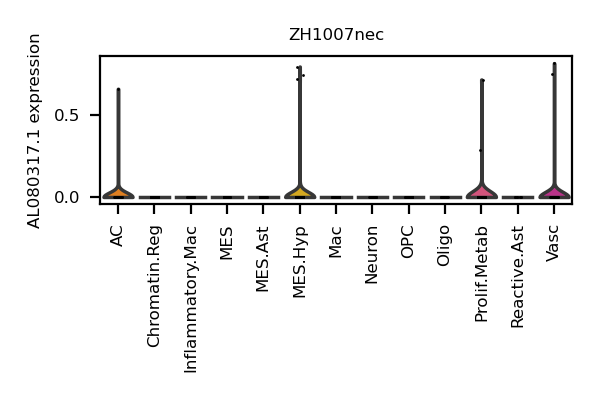 ZH1007nec
AL080317.1 expression
0.5
0.0
AC
Chromatin.Reg
Inflammatory.Mac
MES
MES.Ast
MES.Hyp
Mac
Neuron
OPC
Oligo
Prolif.Metab
Reactive.Ast
Vasc